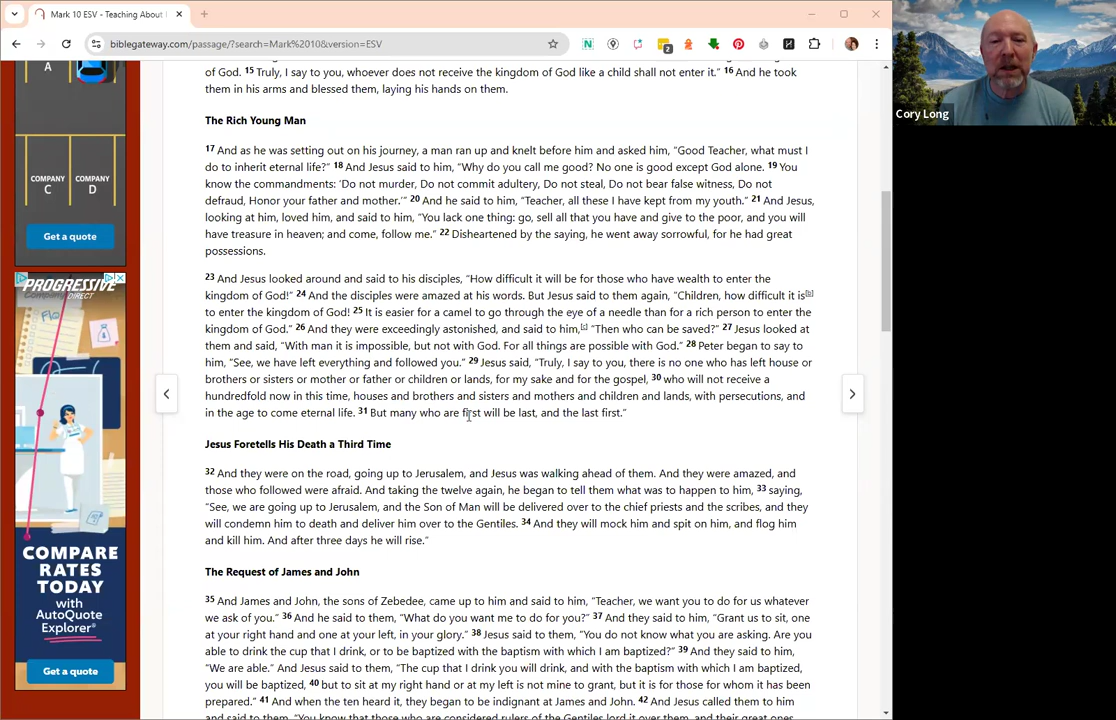 Mark 10 ESV - Teaching About
biblegateway.com/passage/?search=Mark%2010&version=ESV
2
Cory Long
A
COMPANY COMPANY
C D
Get a quote
PROGRESSIVE
DIRECT
COMPARE
RATES
TODAY
with
AutoQuote
Explorer®
Get a quote
of God. 15 Truly, I say to you, whoever does not receive the kingdom of God like a child shall not enter it.” 16 And he took
them in his arms and blessed them, laying his hands on them.
The Rich Young Man
17 And as he was setting out on his journey, a man ran up and knelt before him and asked him, “Good Teacher, what must I
do to inherit eternal life?” 18 And Jesus said to him, “Why do you call me good? No one is good except God alone. 19 You
know the commandments: ‘Do not murder, Do not commit adultery, Do not steal, Do not bear false witness, Do not
defraud, Honor your father and mother.’” 20 And he said to him, “Teacher, all these I have kept from my youth.” 21 And Jesus,
looking at him, loved him, and said to him, “You lack one thing: go, sell all that you have and give to the poor, and you will
have treasure in heaven; and come, follow me.” 22 Disheartened by the saying, he went away sorrowful, for he had great
possessions.
23 And Jesus looked around and said to his disciples, “How difficult it will be for those who have wealth to enter the
kingdom of God!” 24 And the disciples were amazed at his words. But Jesus said to them again, “Children, how difficult it is[b]
to enter the kingdom of God! 25 It is easier for a camel to go through the eye of a needle than for a rich person to enter the
kingdom of God.” 26 And they were exceedingly astonished, and said to him,[c] “Then who can be saved?” 27 Jesus looked at
them and said, “With man it is impossible, but not with God. For all things are possible with God.” 28 Peter began to say to
him, “See, we have left everything and followed you.” 29 Jesus said, “Truly, I say to you, there is no one who has left house or
brothers or sisters or mother or father or children or lands, for my sake and for the gospel, 30 who will not receive a
hundredfold now in this time, houses and brothers and sisters and mothers and children and lands, with persecutions, and
in the age to come eternal life. 31 But many who are first will be last, and the last first.”
Jesus Foretells His Death a Third Time
32 And they were on the road, going up to Jerusalem, and Jesus was walking ahead of them. And they were amazed, and
those who followed were afraid. And taking the twelve again, he began to tell them what was to happen to him, 33 saying,
“See, we are going up to Jerusalem, and the Son of Man will be delivered over to the chief priests and the scribes, and they
will condemn him to death and deliver him over to the Gentiles. 34 And they will mock him and spit on him, and flog him
and kill him. And after three days he will rise.”
The Request of James and John
35 And James and John, the sons of Zebedee, came up to him and said to him, “Teacher, we want you to do for us whatever
we ask of you.” 36 And he said to them, “What do you want me to do for you?” 37 And they said to him, “Grant us to sit, one
at your right hand and one at your left, in your glory.” 38 Jesus said to them, “You do not know what you are asking. Are you
able to drink the cup that I drink, or to be baptized with the baptism with which I am baptized?” 39 And they said to him,
“We are able.” And Jesus said to them, “The cup that I drink you will drink, and with the baptism with which I am baptized,
you will be baptized, 40 but to sit at my right hand or at my left is not mine to grant, but it is for those for whom it has been
prepared.” 41 And when the ten heard it, they began to be indignant at James and John. 42 And Jesus called them to him
and said to them, “You know that those who are considered rulers of the Gentiles lord it over them, and their great ones